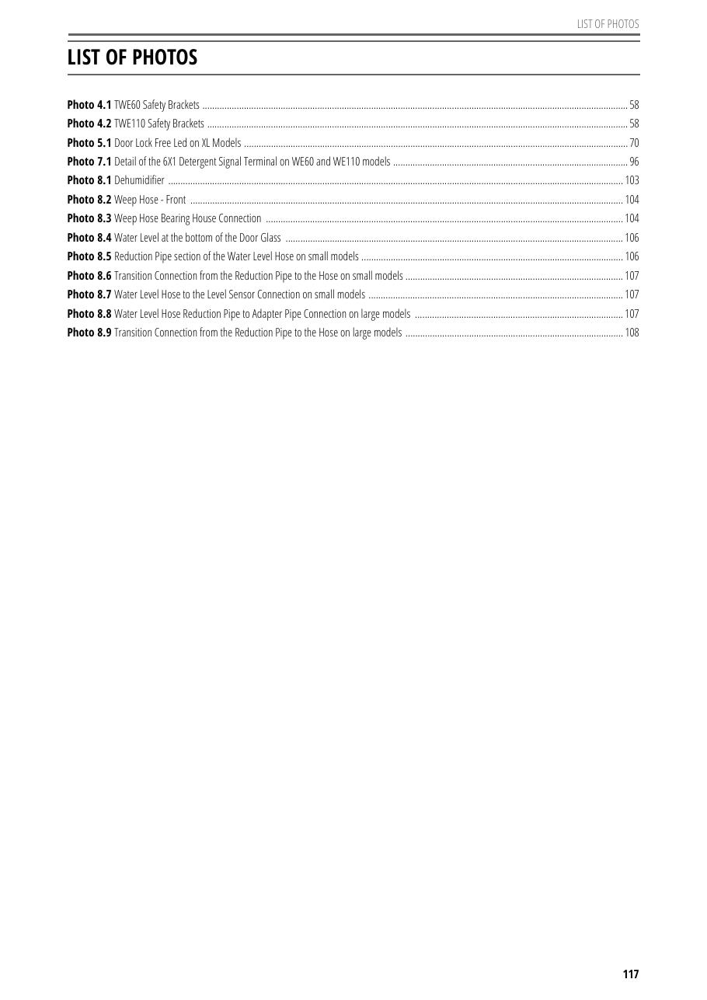 LIST OF PHOTOS
LIST OF PHOTOS
Photo 4.1 TWE60 Safety Brackets ........ 58
Photo 4.2 TWE110 Safety Brackets ........ 58
Photo 5.1 Door Lock Free Led on XL Models ........ 70
Photo 7.1 Detail of the 6X1 Detergent Signal Terminal on WE60 and WE110 models ........ 96
Photo 8.1 Dehumidifier ........ 103
Photo 8.2 Weep Hose - Front ........ 104
Photo 8.3 Weep Hose Bearing House Connection ........ 104
Photo 8.4 Water Level at the bottom of the Door Glass ........ 106
Photo 8.5 Reduction Pipe section of the Water Level Hose on small models ........ 106
Photo 8.6 Transition Connection from the Reduction Pipe to the Hose on small models ........ 107
Photo 8.7 Water Level Hose to the Level Sensor Connection on small models ........ 107
Photo 8.8 Water Level Hose Reduction Pipe to Adapter Pipe Connection on large models ........ 107
Photo 8.9 Transition Connection from the Reduction Pipe to the Hose on large models ........ 108
117